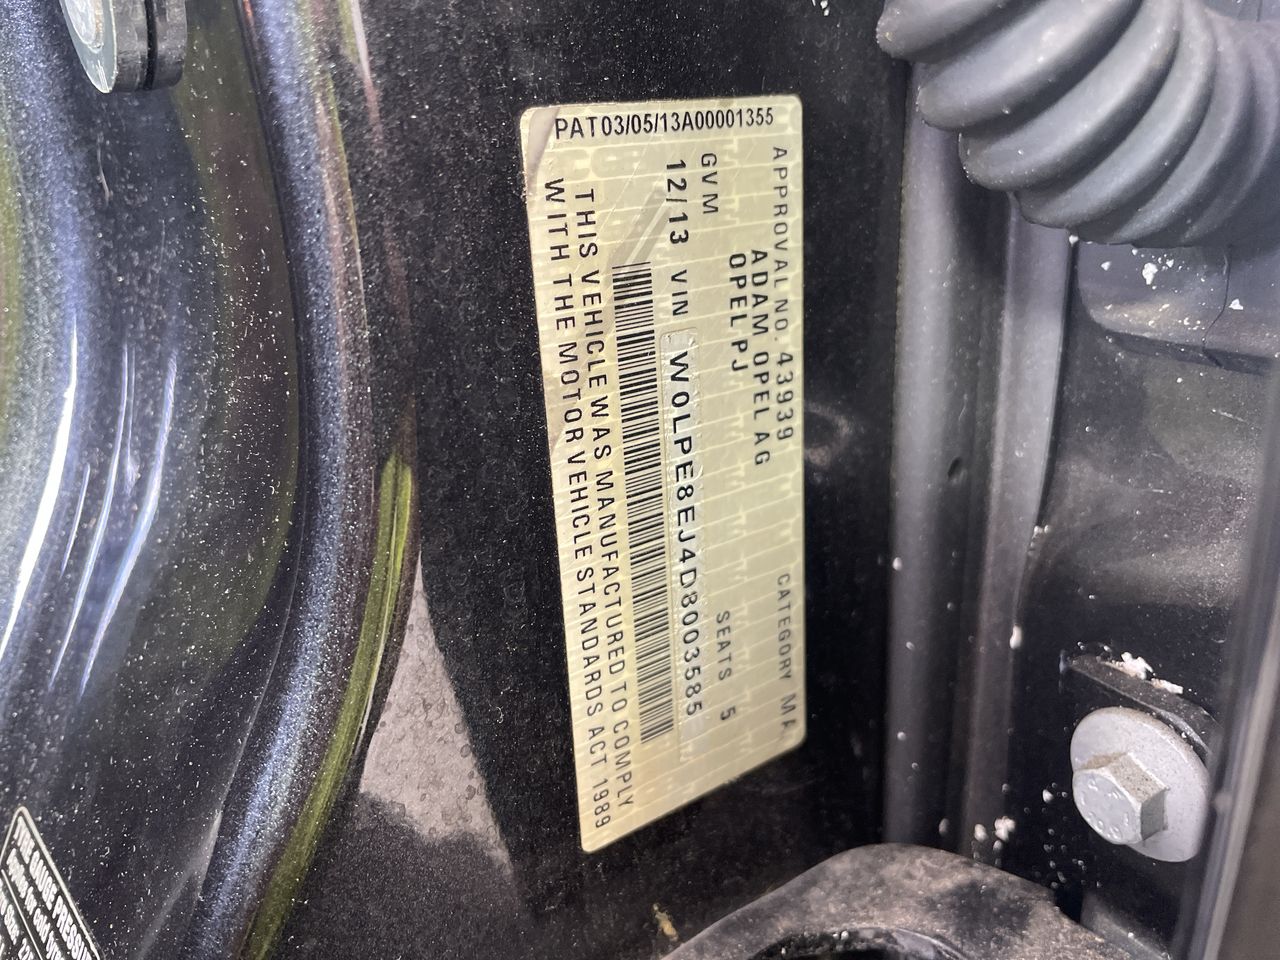 PAT03/05/13A00001355
APPROVAL NO. 43939 CATEGORY MA
ADAM OPEL AG
OPEL PJ SEATS 5
GVM
12/13 VIN W0LPE8EJ4D8003585
THIS VEHICLE WAS MANUFACTURED TO COMPLY
WITH THE MOTOR VEHICLE STANDARDS ACT 1989